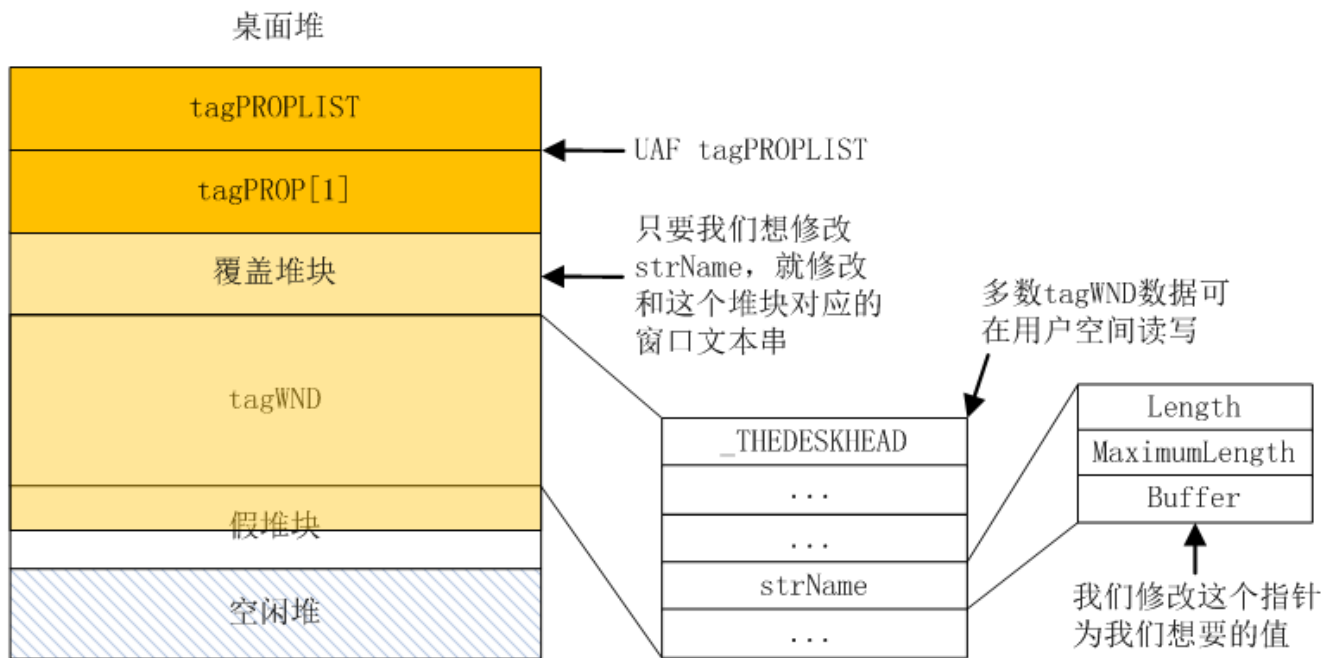 桌面堆
tagPROPLIST
UAF tagPROPLIST
tagPROP[1]
覆盖堆块
只要我们想修改
strName，就修改
和这个堆块对应的
窗口文本串
多数tagWND数据可
在用户空间读写
tagWND
假堆块
空闲堆
_THEDESKHEAD
...
...
strName
...
Length
MaximumLength
Buffer
我们修改这个指针
为我们想要的值